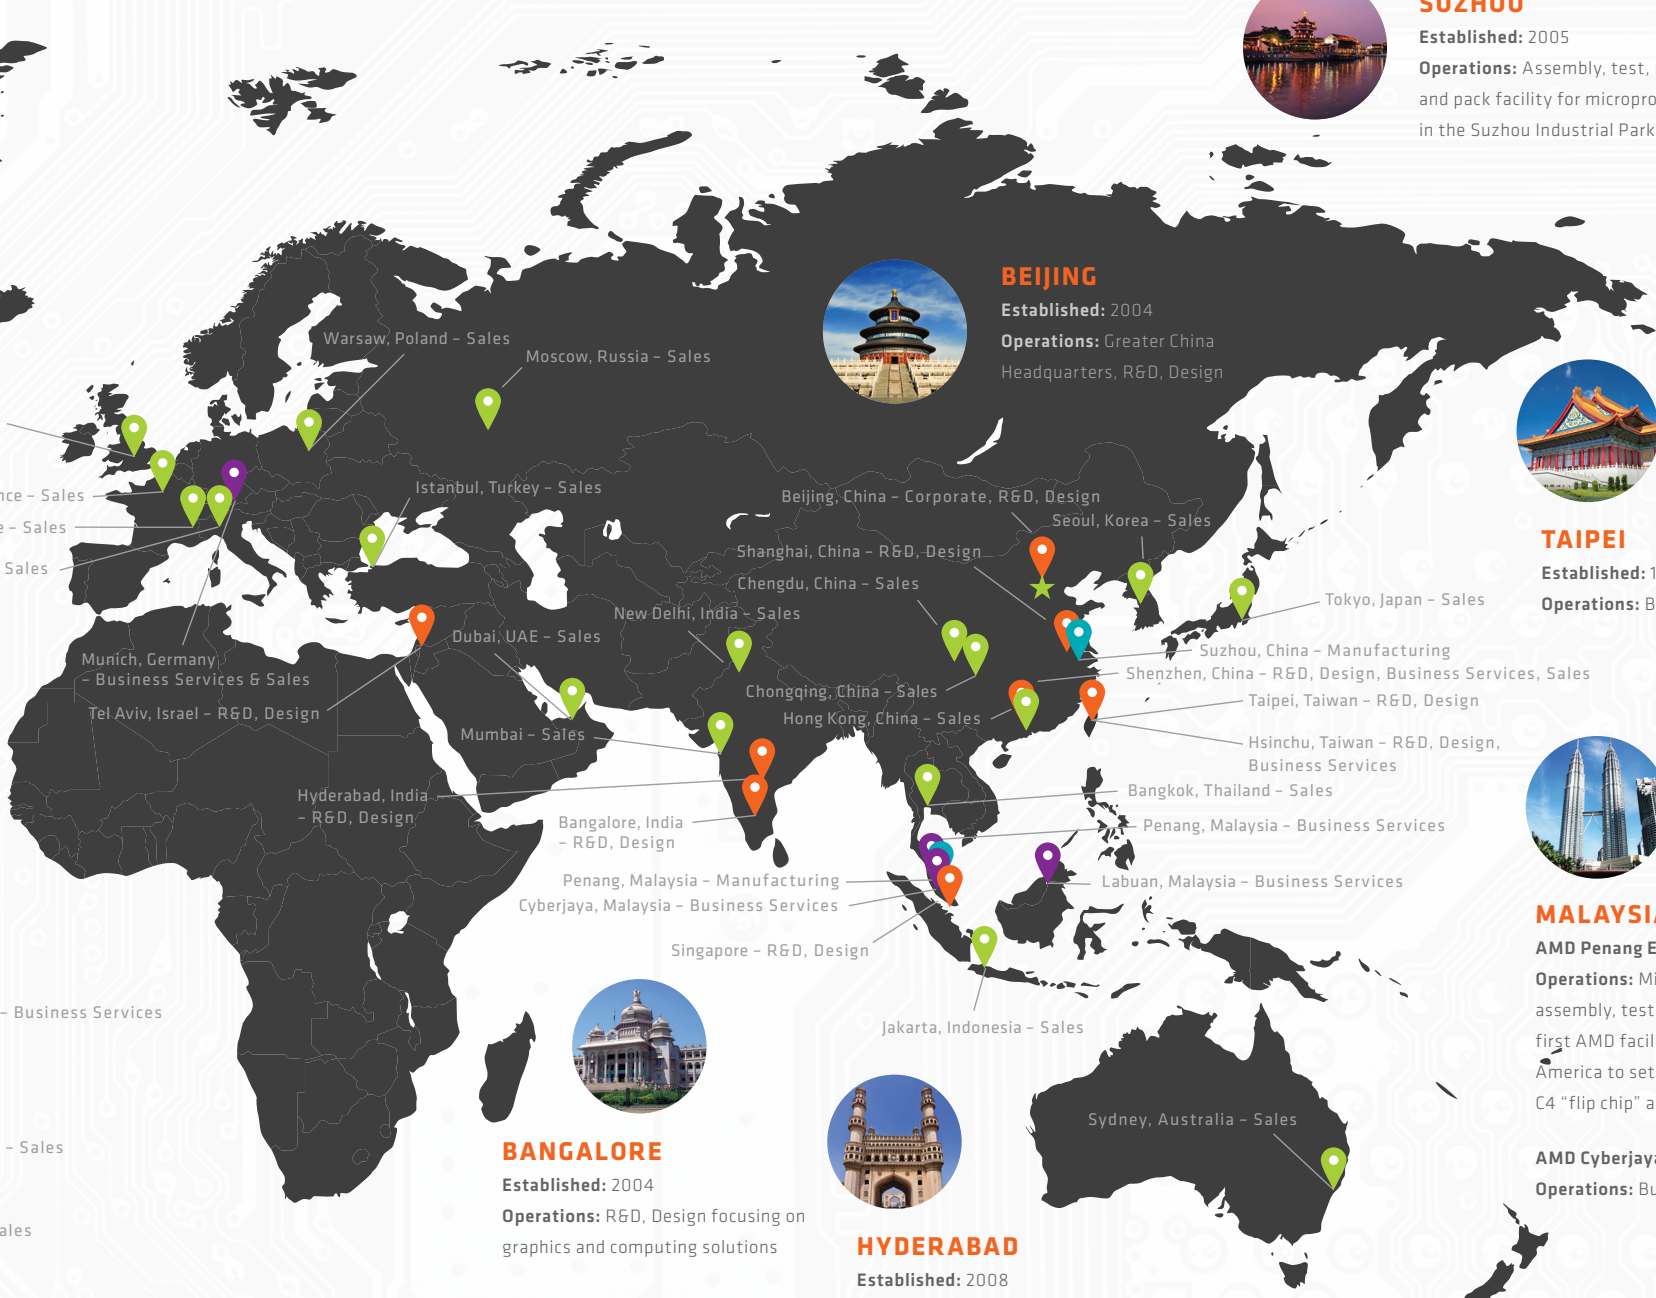 SUZHOU
Established: 2005
Operations: Assembly, test,
and pack facility for micropro
in the Suzhou Industrial Park
BEIJING
Established: 2004
Operations: Greater China
Headquarters, R&D, Design
Warsaw, Poland – Sales
Moscow, Russia – Sales
Istanbul, Turkey – Sales
nce – Sales
e – Sales
Sales
Beijing, China – Corporate, R&D, Design
Seoul, Korea – Sales
Shanghai, China – R&D, Design
Chengdu, China – Sales
New Delhi, India – Sales
Dubai, UAE – Sales
Tokyo, Japan – Sales
Munich, Germany
– Business Services & Sales
Tel Aviv, Israel – R&D, Design
Suzhou, China – Manufacturing
Shenzhen, China – R&D, Design, Business Services, Sales
Chongqing, China – Sales
Taipei, Taiwan – R&D, Design
Hong Kong, China – Sales
Mumbai – Sales
Hsinchu, Taiwan – R&D, Design,
Business Services
Hyderabad, India
– R&D, Design
Bangkok, Thailand – Sales
Bangalore, India
– R&D, Design
Penang, Malaysia – Business Services
Penang, Malaysia – Manufacturing
Labuan, Malaysia – Business Services
Cyberjaya, Malaysia – Business Services
Singapore – R&D, Design
Jakarta, Indonesia – Sales
Sydney, Australia – Sales
– Business Services
– Sales
ales
TAIPEI
Established: 1
Operations: B
MALAYSIA
AMD Penang E
Operations: Mi
assembly, test
first AMD facil
America to set
C4 “flip chip” a
AMD Cyberjaya
Operations: Bu
BANGALORE
Established: 2004
Operations: R&D, Design focusing on
graphics and computing solutions
HYDERABAD
Established: 2008